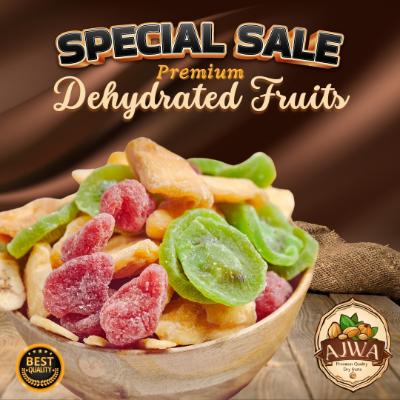 SPECIAL SALE
Premium
Dehydrated Fruits
BEST
QUALITY
AJWA
Premium Quality
Dry fruits